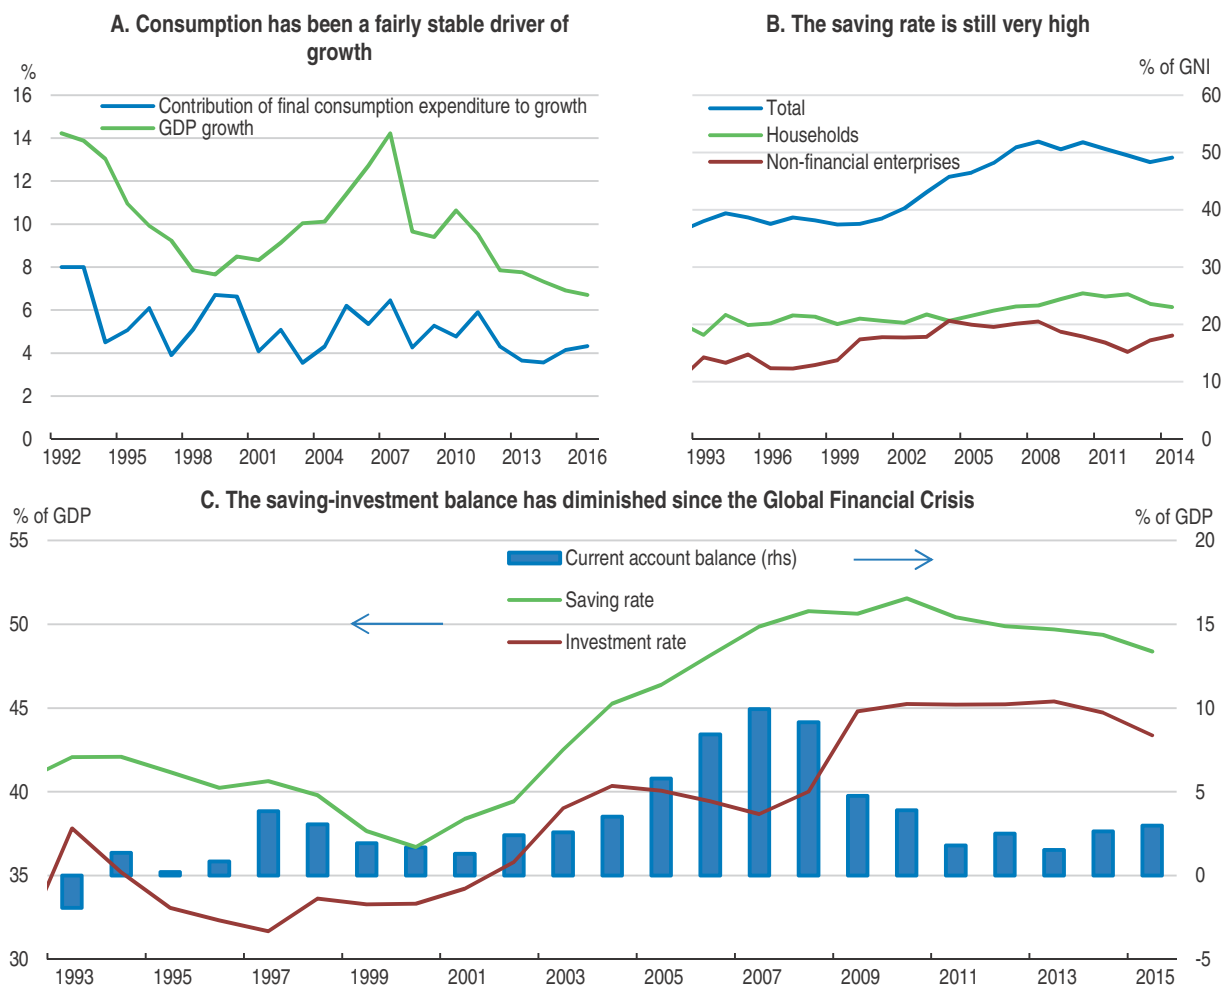 A. Consumption has been a fairly stable driver of
growth
%
16
14
12
10
8
6
4
2
0
Contribution of final consumption expenditure to growth
GDP growth
1992 1995 1998 2001 2004 2007 2010 2013 2016
B. The saving rate is still very high
% of GNI
60
50
40
30
20
10
0
Total
Households
Non-financial enterprises
1993 1996 1999 2002 2005 2008 2011 2014
C. The saving-investment balance has diminished since the Global Financial Crisis
% of GDP
% of GDP
55
50
45
40
35
30
Current account balance (rhs)
Saving rate
Investment rate
20
15
10
5
0
-5
1993 1995 1997 1999 2001 2003 2005 2007 2009 2011 2013 2015